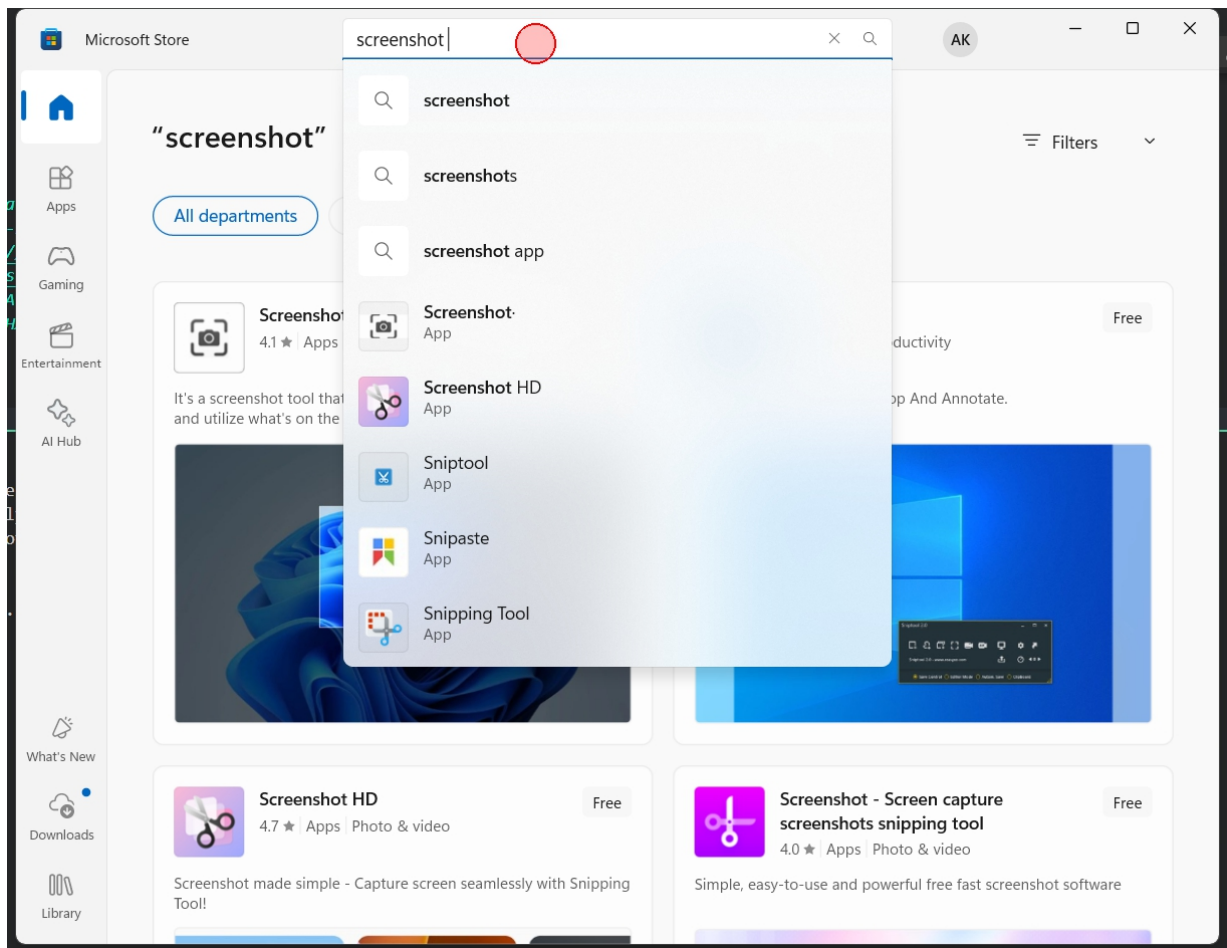 Microsoft Store
screenshot
AK
screenshot
screenshots
screenshot app
Screenshot·
App
Screenshot HD
App
Sniptool
App
Snipaste
App
Snipping Tool
App
Apps
Gaming
Entertainment
AI Hub
What's New
Downloads
Library
“screenshot”
Filters
All departments
4.1 ★ Apps
It's a screenshot tool
and utilize what's on the
Free
And Annotate.
Screenshot HD
4.7 ★ Apps Photo & video
Free
Screenshot made simple - Capture screen seamlessly with Snipping
Tool!
Screenshot - Screen capture
screenshots snipping tool
4.0 ★ Apps Photo & video
Free
Simple, easy-to-use and powerful free fast screenshot software